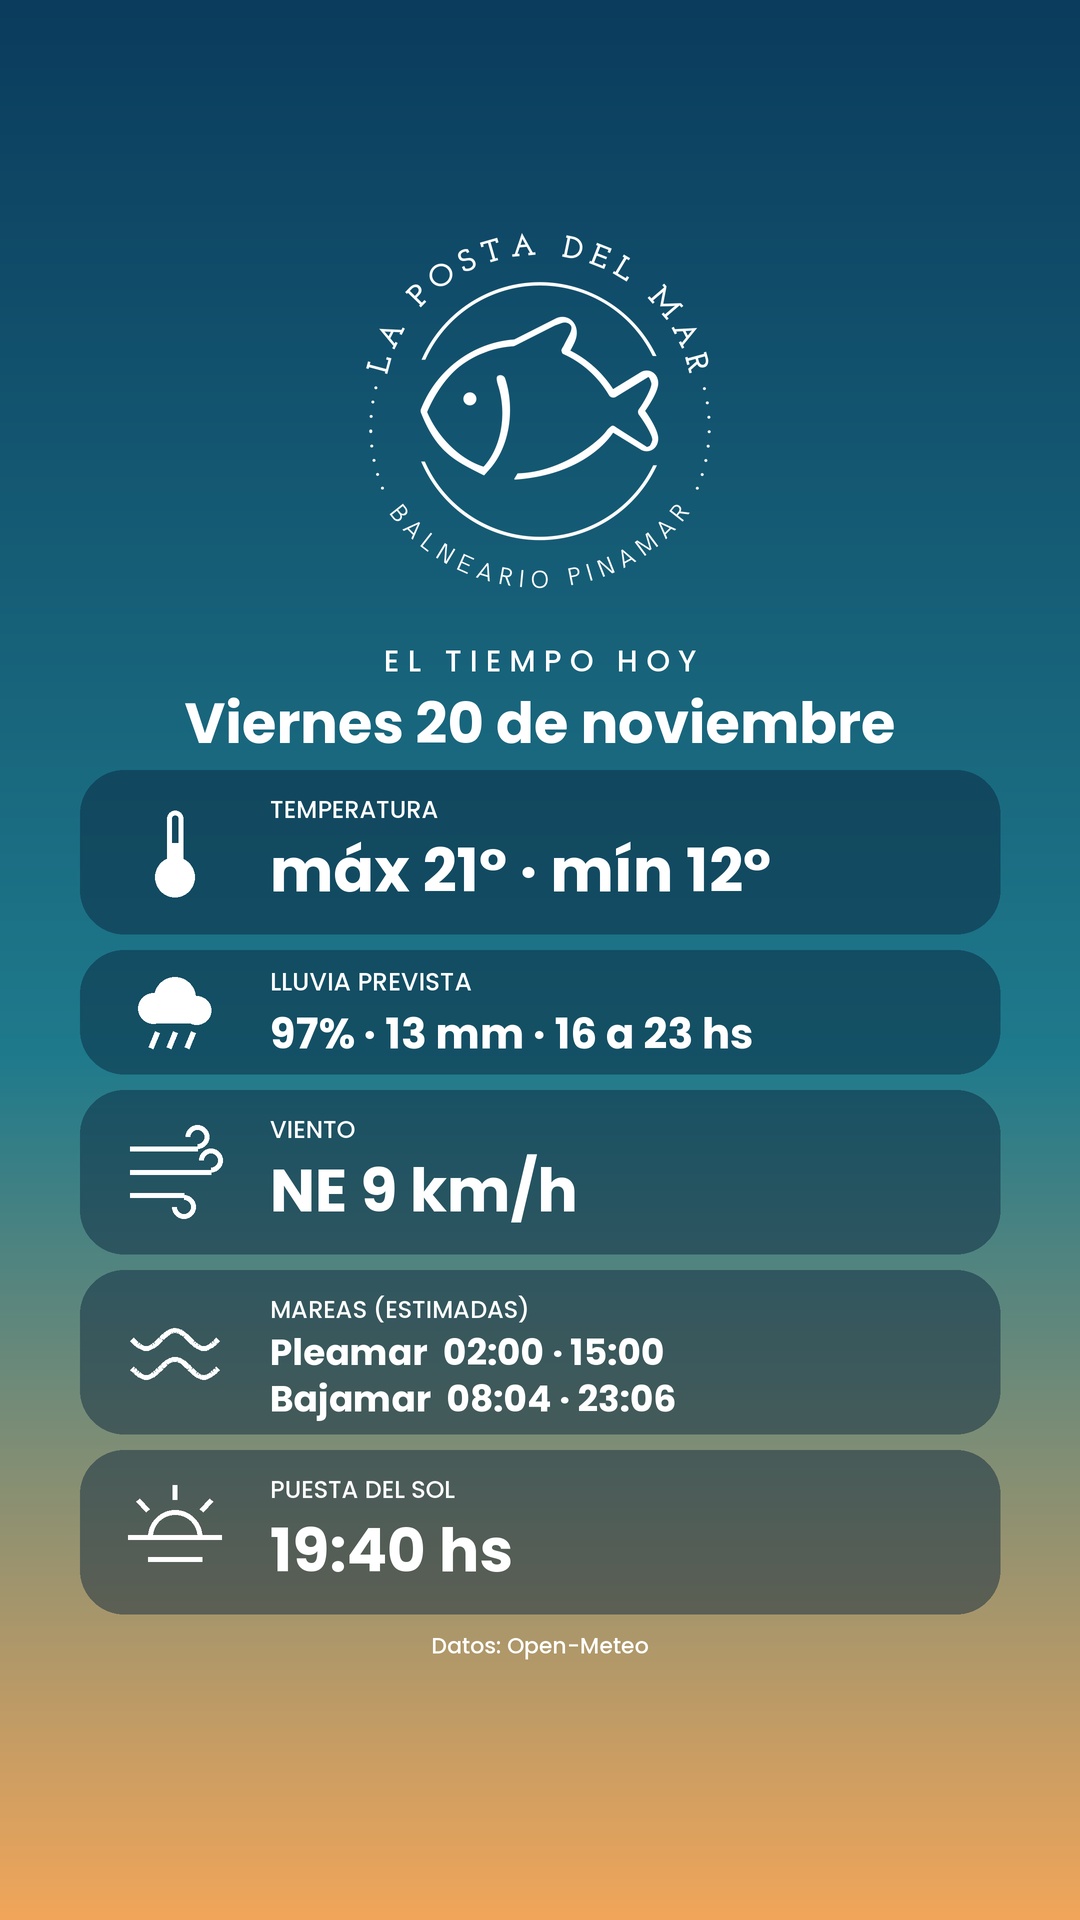 LA POSTA DEL MAR
BALNEARIO PINAMAR
EL TIEMPO HOY
Viernes 20 de noviembre
TEMPERATURA
máx 21° · mín 12°
LLUVIA PREVISTA
97% · 13 mm · 16 a 23 hs
VIENTO
NE 9 km/h
MAREAS (ESTIMADAS)
Pleamar 02:00 · 15:00
Bajamar 08:04 · 23:06
PUESTA DEL SOL
19:40 hs
Datos: Open-Meteo